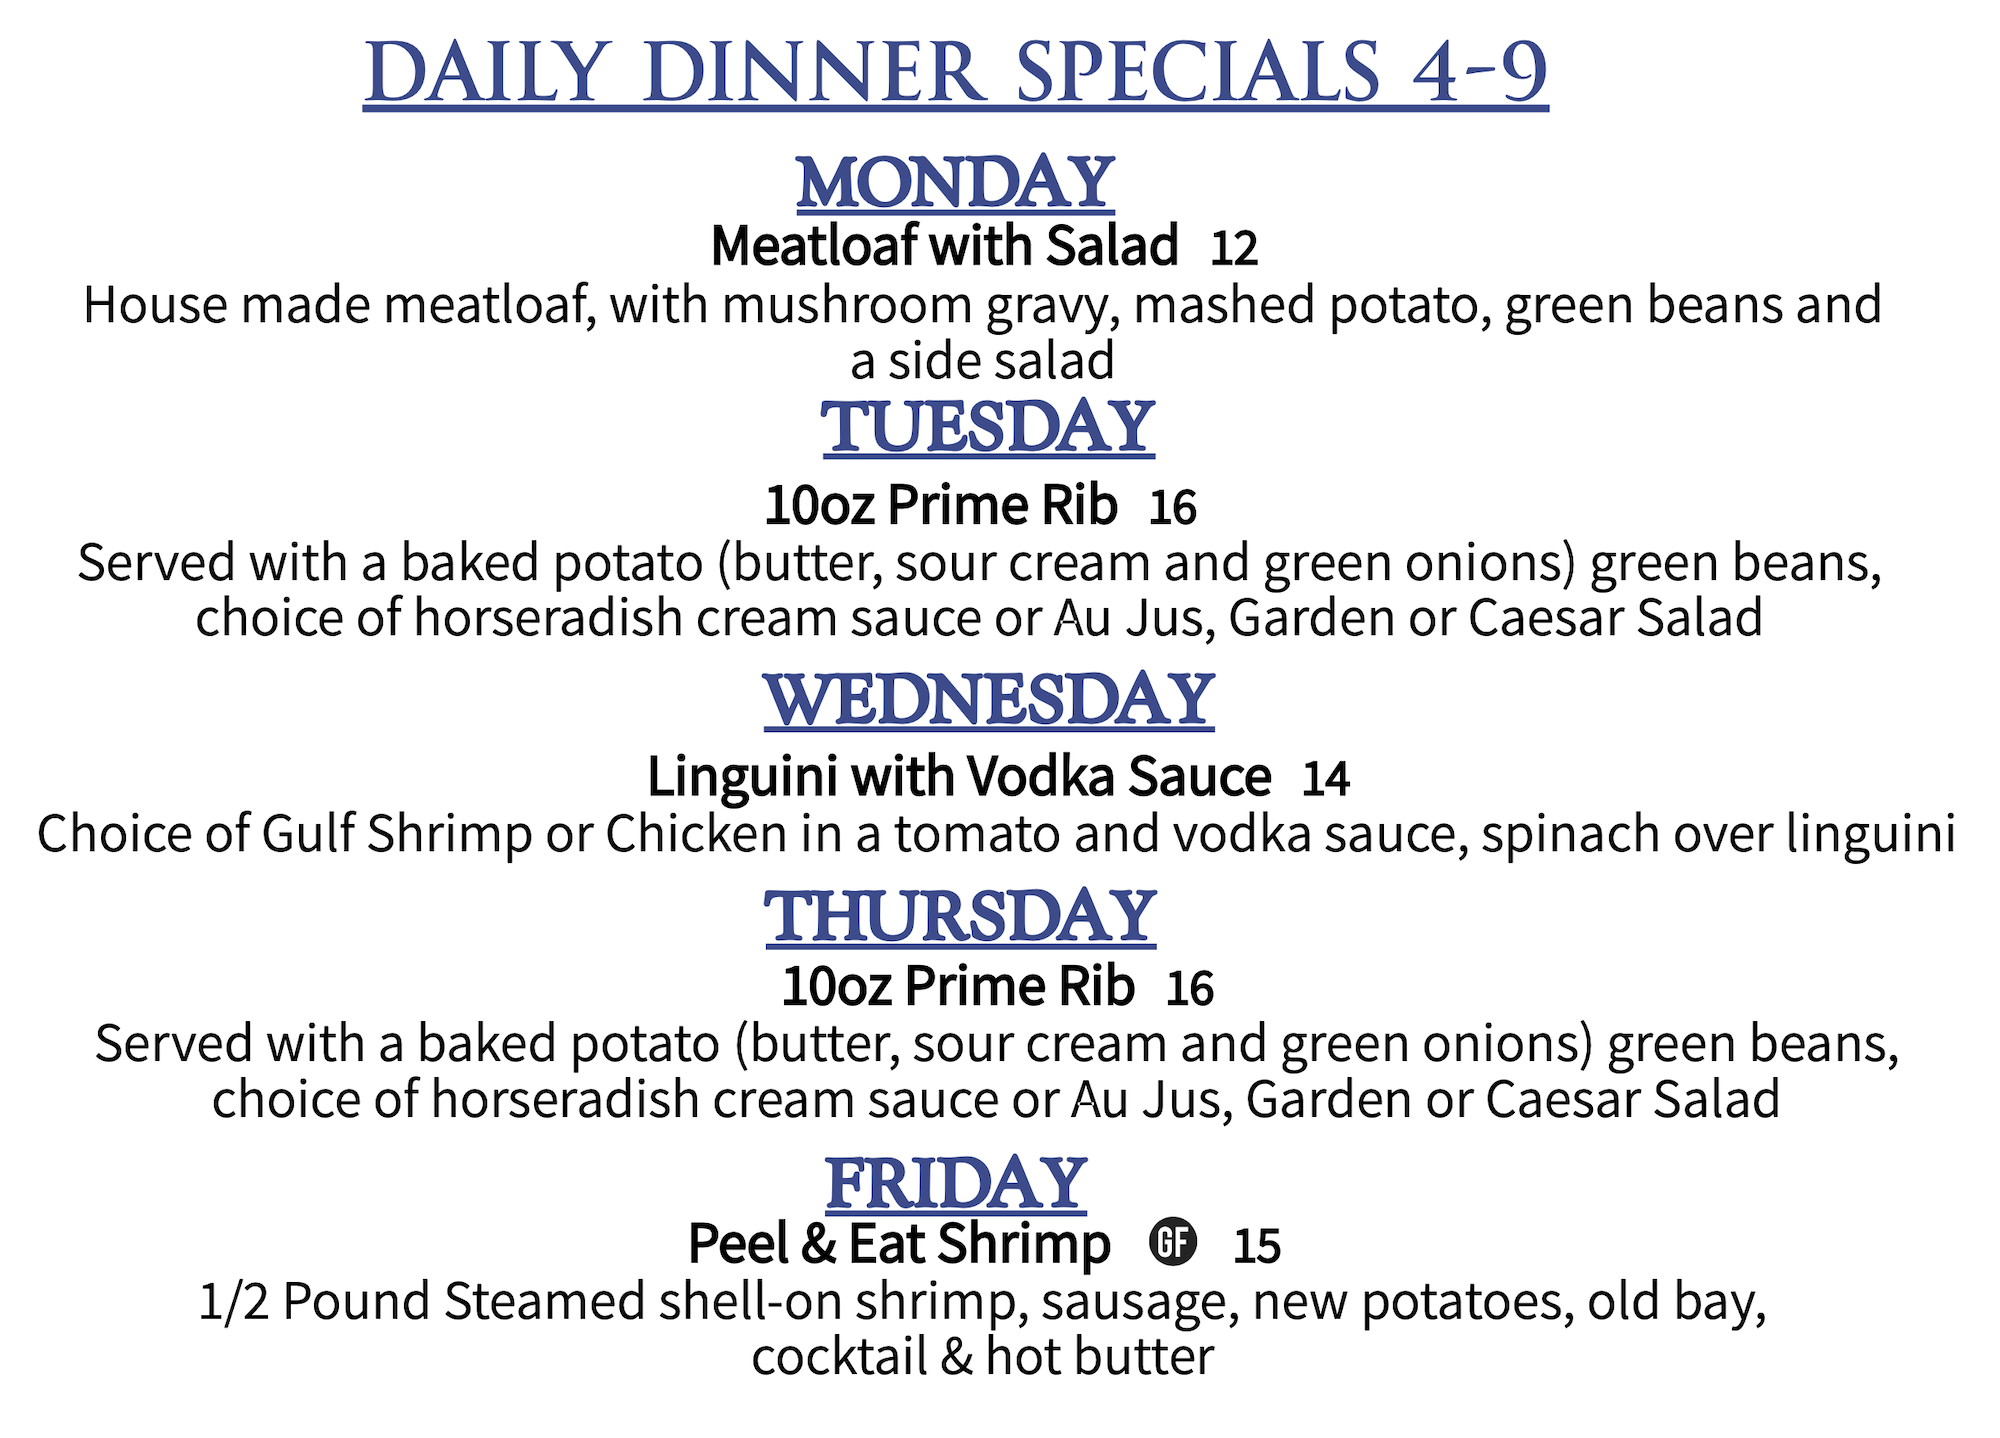 DAILY DINNER SPECIALS 4-9
MONDAY
Meatloaf with Salad 12
House made meatloaf, with mushroom gravy, mashed potato, green beans and
a side salad
TUESDAY
10oz Prime Rib 16
Served with a baked potato (butter, sour cream and green onions) green beans,
choice of horseradish cream sauce or Au Jus, Garden or Caesar Salad
WEDNESDAY
Linguini with Vodka Sauce 14
Choice of Gulf Shrimp or Chicken in a tomato and vodka sauce, spinach over linguini
THURSDAY
10oz Prime Rib 16
Served with a baked potato (butter, sour cream and green onions) green beans,
choice of horseradish cream sauce or Au Jus, Garden or Caesar Salad
FRIDAY
Peel & Eat Shrimp GF 15
1/2 Pound Steamed shell-on shrimp, sausage, new potatoes, old bay,
cocktail & hot butter